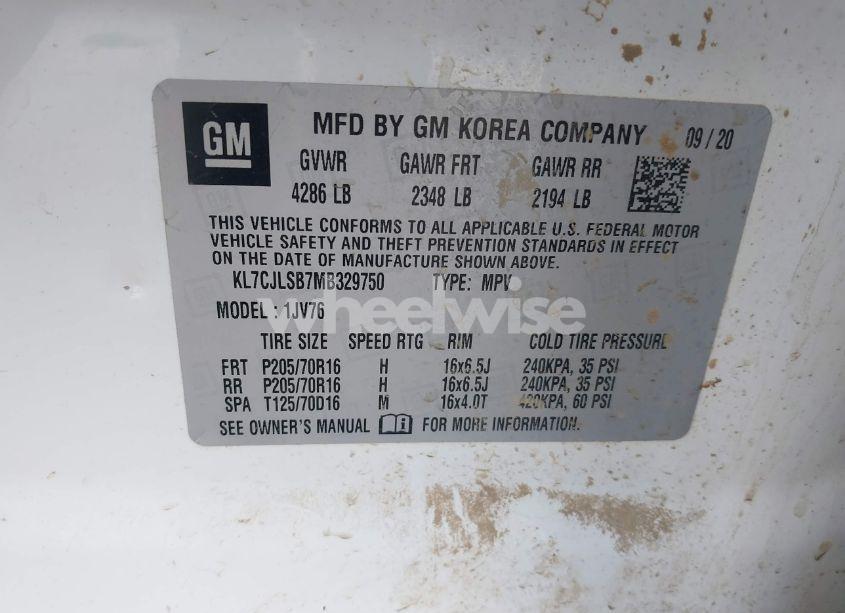 GM MFD BY GM KOREA COMPANY 09/20
GVWR GAWR FRT GAWR RR
4286 LB 2348 LB 2194 LB
THIS VEHICLE CONFORMS TO ALL APPLICABLE U.S. FEDERAL MOTOR
VEHICLE SAFETY AND THEFT PREVENTION STANDARDS IN EFFECT
ON THE DATE OF MANUFACTURE SHOWN ABOVE.
KL7CJLSB7MB329750 TYPE: MPV
wheelwise
MODEL: 1JV76
TIRE SIZE SPEED RTG RIM COLD TIRE PRESSURE
FRT P205/70R16 H 16x6.5J 240KPA, 35 PSI
RR P205/70R16 H 16x6.5J 240KPA, 35 PSI
SPA T125/70D16 M 16x4.0T 420KPA, 60 PSI
SEE OWNER'S MANUAL i FOR MORE INFORMATION.